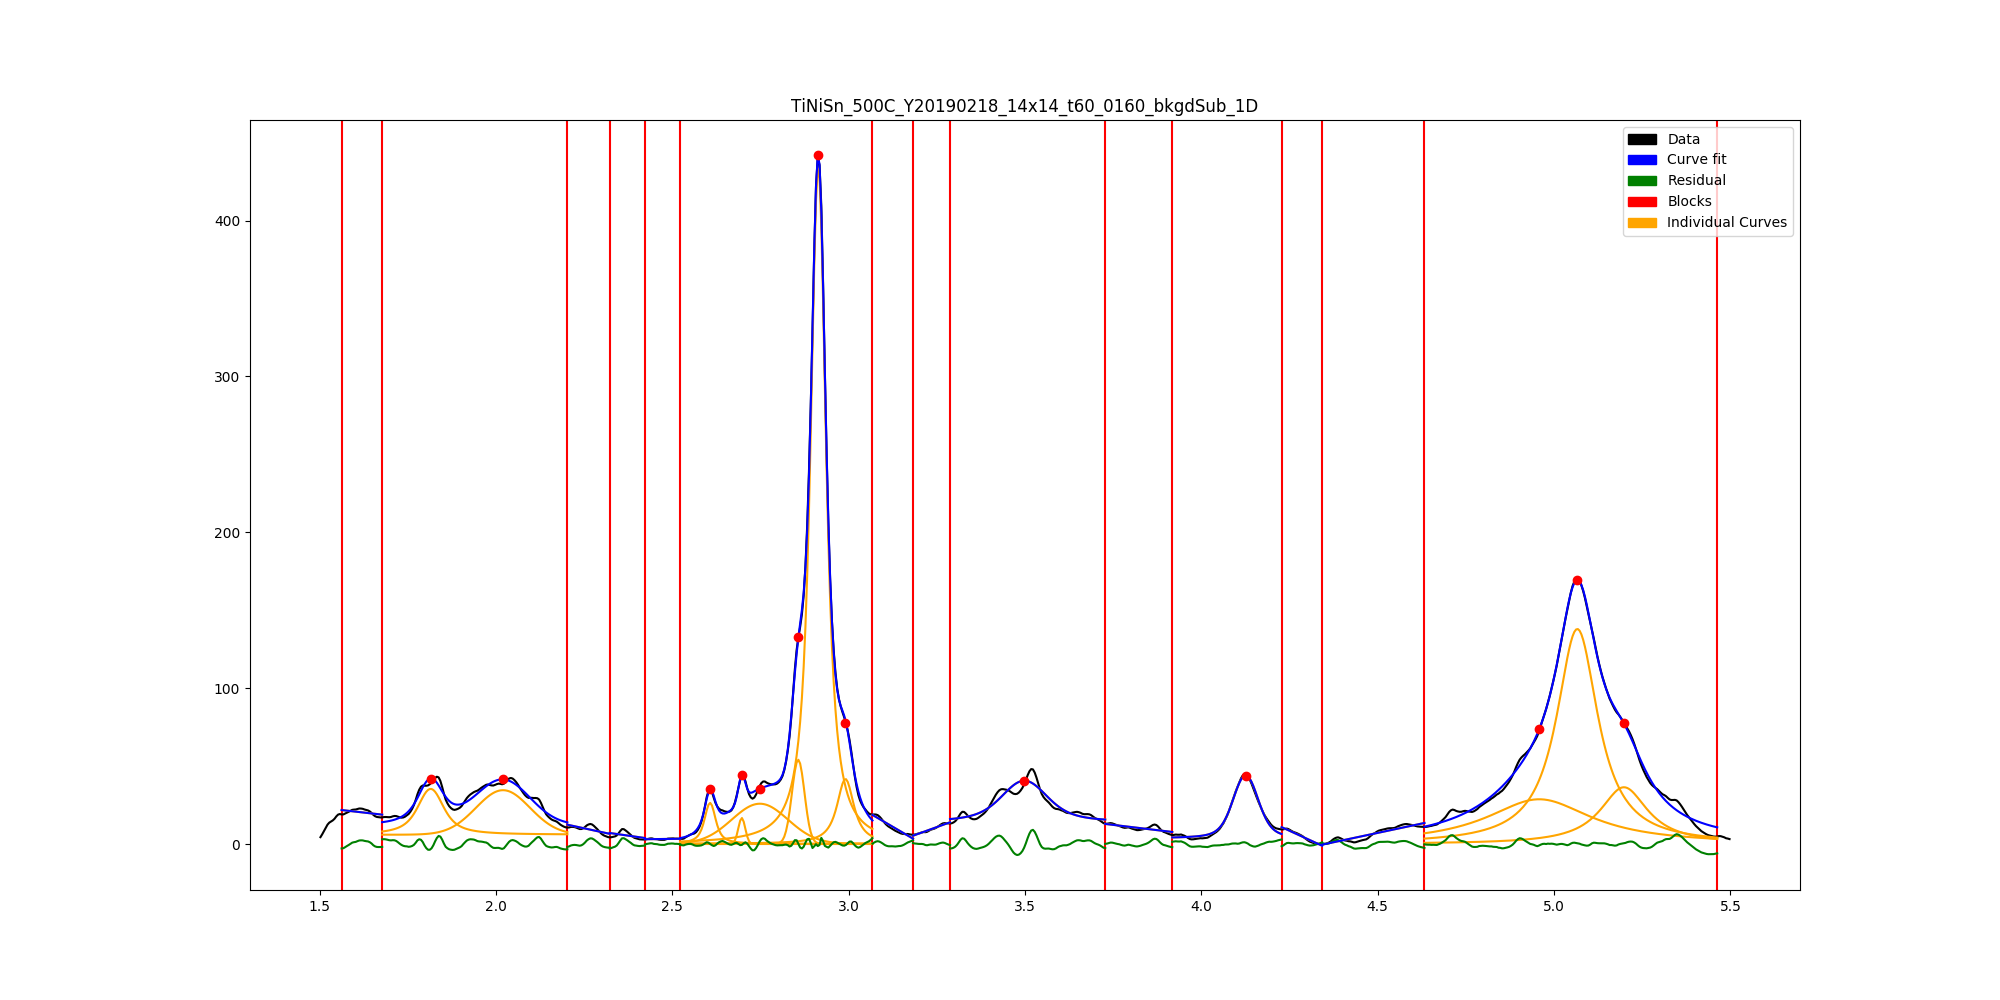 TiNiSn_500C_Y20190218_14x14_t60_0160_bkgdSub_1D
Data
Curve fit
Residual
Blocks
Individual Curves
400
300
200
100
0
1.5 2.0 2.5 3.0 3.5 4.0 4.5 5.0 5.5